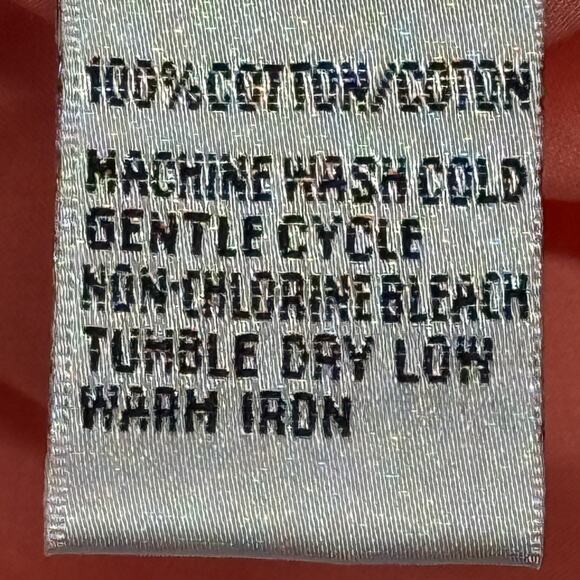 100% COTTON/COTON
MACHINE WASH COLD
GENTLE CYCLE
NON-CHLORINE BLEACH
TUMBLE DRY LOW
WARM IRON